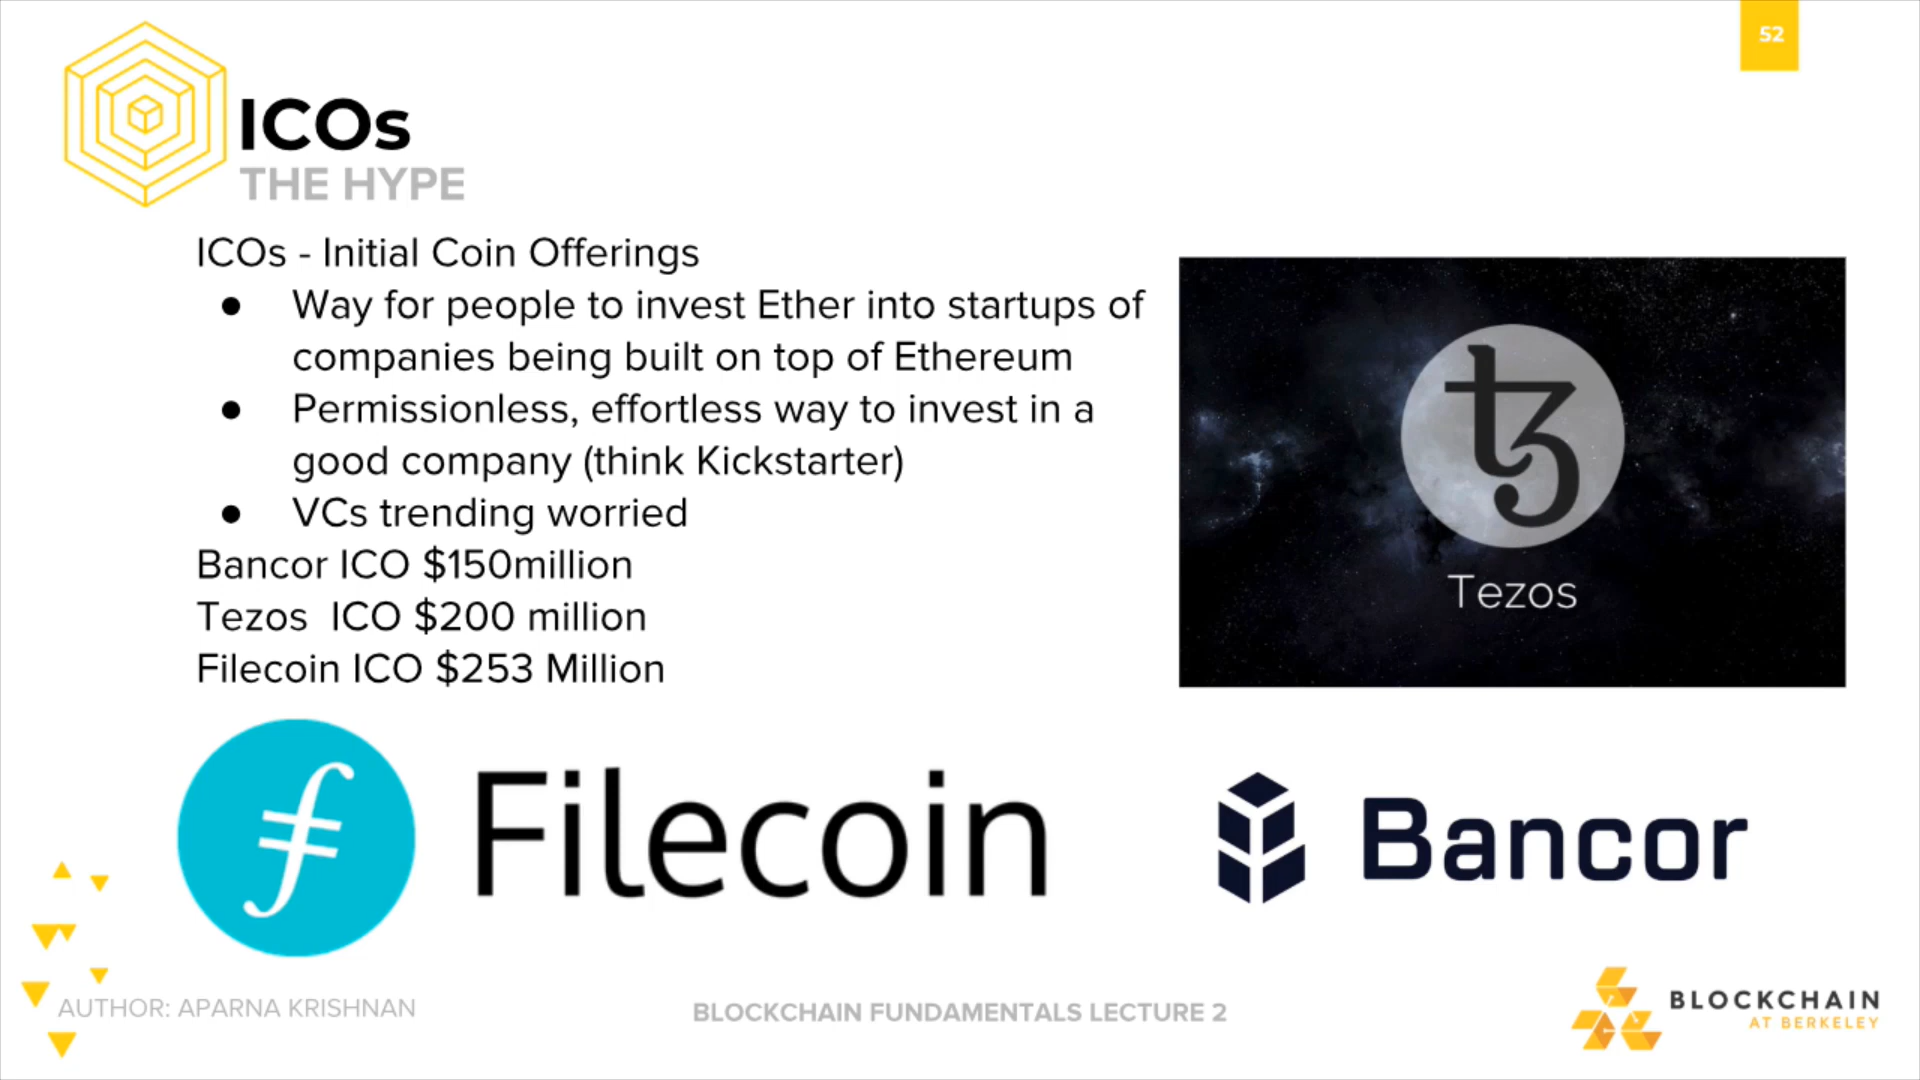 52
ICOs
THE HYPE
ICOs - Initial Coin Offerings
● Way for people to invest Ether into startups of
companies being built on top of Ethereum
● Permissionless, effortless way to invest in a
good company (think Kickstarter)
● VCs trending worried
Bancor ICO $150million
Tezos ICO $200 million
Filecoin ICO $253 Million
Tezos
Filecoin
Bancor
AUTHOR: APARNA KRISHNAN
BLOCKCHAIN FUNDAMENTALS LECTURE 2
BLOCKCHAIN
AT BERKELEY